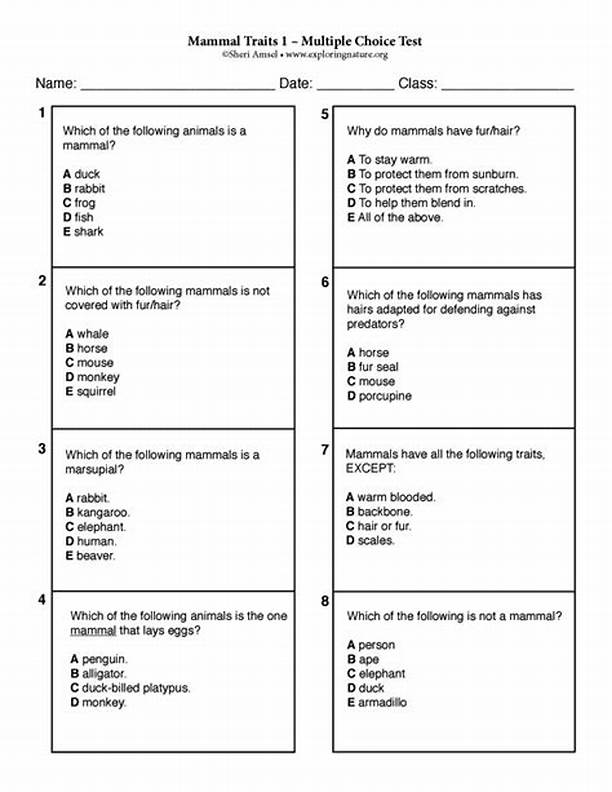 Mammal Traits 1 – Multiple Choice Test
©Sheri Amsel • www.exploringnature.org
Name: ________________________ Date: __________ Class: _________________
1
Which of the following animals is a
mammal?
A duck
B rabbit
C frog
D fish
E shark
2
Which of the following mammals is not
covered with fur/hair?
A whale
B horse
C mouse
D monkey
E squirrel
3
Which of the following mammals is a
marsupial?
A rabbit.
B kangaroo.
C elephant.
D human.
E beaver.
4
Which of the following animals is the one
mammal that lays eggs?
A penguin.
B alligator.
C duck-billed platypus.
D monkey.
5
Why do mammals have fur/hair?
A To stay warm.
B To protect them from sunburn.
C To protect them from scratches.
D To help them blend in.
E All of the above.
6
Which of the following mammals has
hairs adapted for defending against
predators?
A horse
B fur seal
C mouse
D porcupine
7
Mammals have all the following traits,
EXCEPT:
A warm blooded.
B backbone.
C hair or fur.
D scales.
8
Which of the following is not a mammal?
A person
B ape
C elephant
D duck
E armadillo